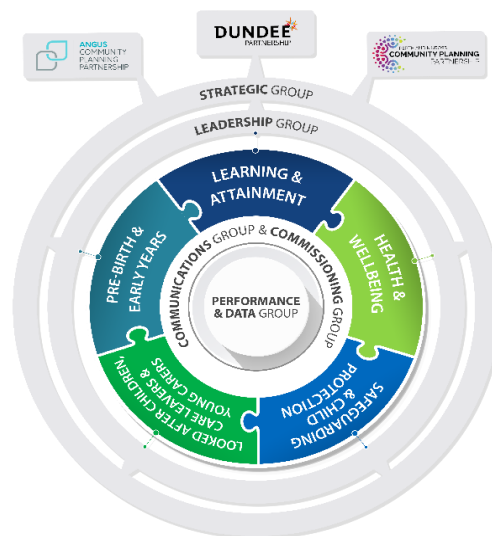 ANGUS
COMMUNITY
PLANNING
PARTNERSHIP
DUNDEE
PARTNERSHIP
COMMUNITY PLANNING
PARTNERSHIP
STRATEGIC GROUP
LEADERSHIP GROUP
LEARNING &
ATTAINMENT
HEALTH &
WELLBEING
SAFEGUARDING
& CHILD
PROTECTION
LOOKED AFTER CHILDREN,
CARE LEAVERS &
YOUNG CARERS
PRE-BIRTH &
EARLY YEARS
COMMUNICATIONS GROUP & COMMISSIONING GROUP
PERFORMANCE
& DATA GROUP